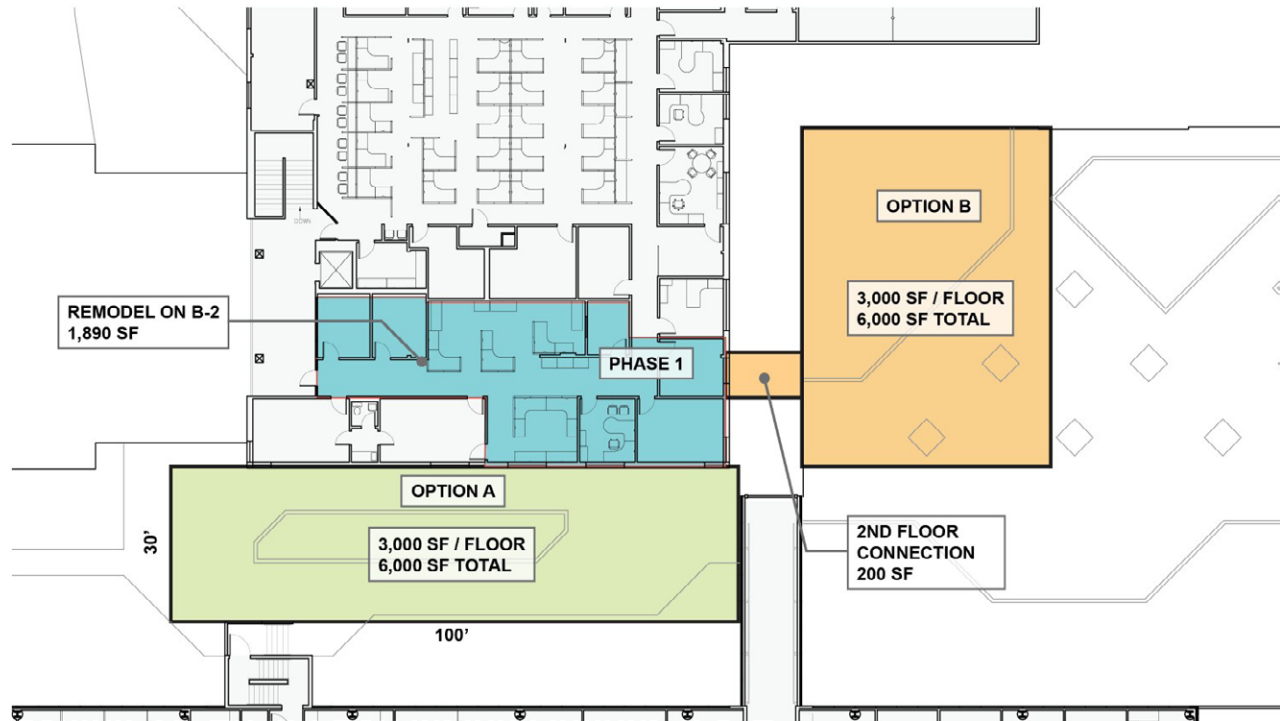 DOWN
OPTION B
3,000 SF / FLOOR
6,000 SF TOTAL
REMODEL ON B-2
1,890 SF
PHASE 1
OPTION A
3,000 SF / FLOOR
6,000 SF TOTAL
30’
100’
2ND FLOOR
CONNECTION
200 SF